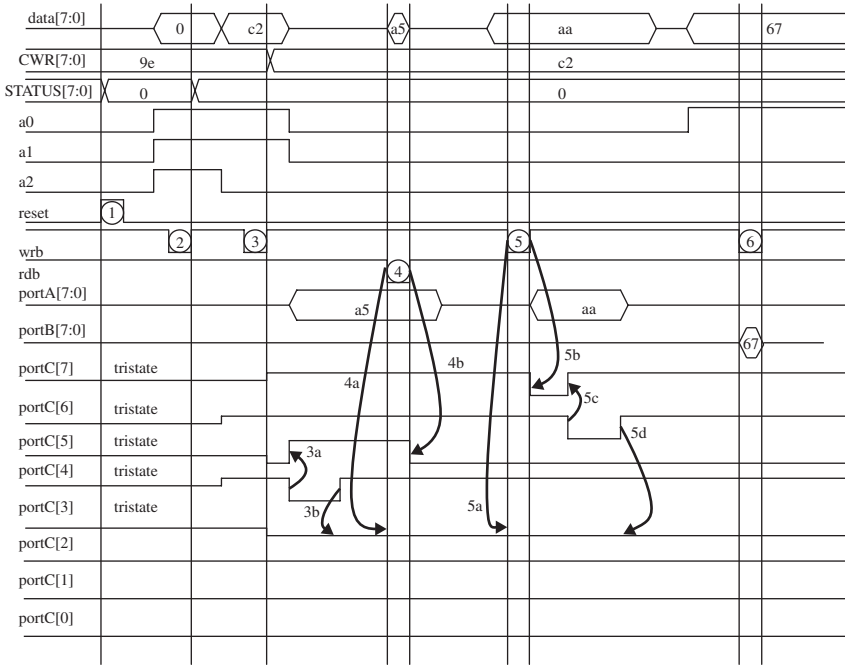 data[7:0] 0 c2 a5 aa 67
CWR[7:0] 9e c2
STATUS[7:0] 0 0
a0
a1
a2
reset 1
wrb 2 3 5 6
rdb 4
portA[7:0] a5 aa
portB[7:0] 67
portC[7] tristate 4a 4b 5b
portC[6] tristate 5c
portC[5] tristate 3a 5d
portC[4] tristate
portC[3] tristate 3b 5a
portC[2]
portC[1]
portC[0]